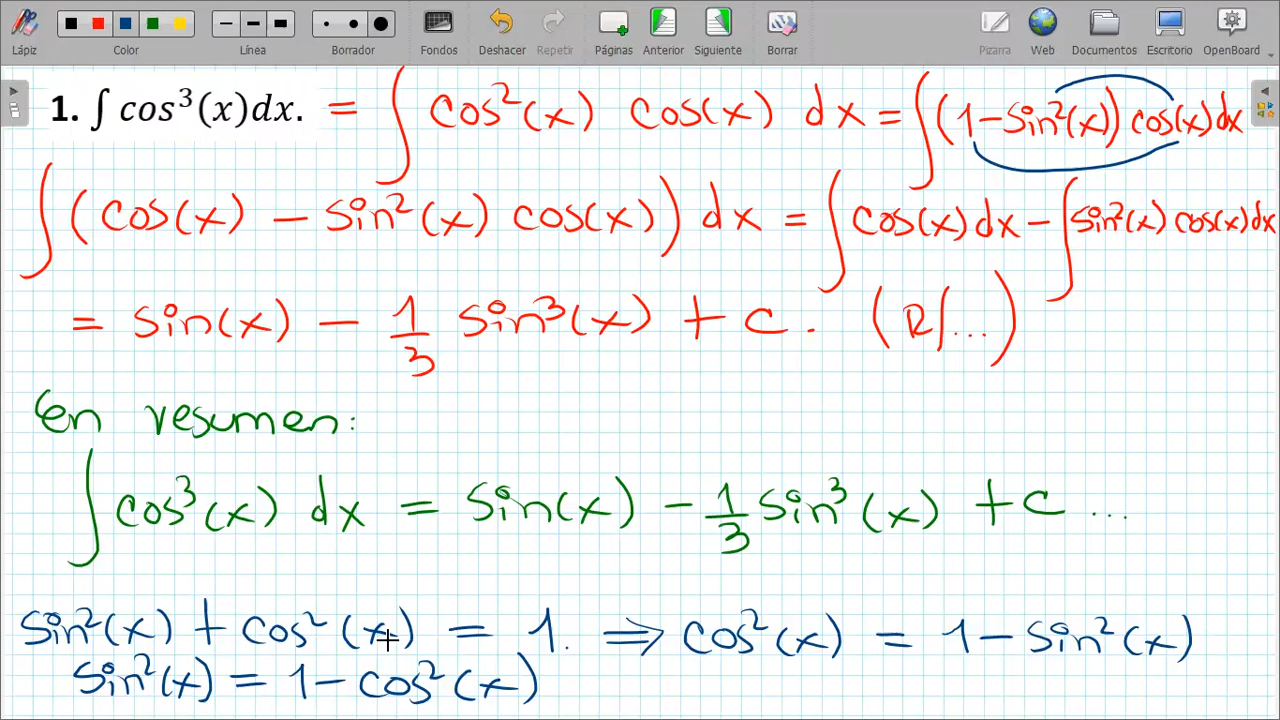 Lápiz Color Línea Borrador Fondos Deshacer Repetir Páginas Anterior Siguiente Borrar Pizarra Web Documentos Escritorio OpenBoard
1. ∫ cos³(x)dx. = ∫ cos²(x) cos(x) dx = ∫ (1-sin²(x)) cos(x) dx
∫ (cos(x) - sin²(x) cos(x)) dx = ∫ cos(x) dx - ∫ sin²(x) cos(x) dx
= sin(x) - 1/3 sin³(x) + c. (R/...)
En resumen:
∫ cos³(x) dx = sin(x) - 1/3 sin³(x) + c ...
sin²(x) + cos²(x) = 1. ⇒ cos²(x) = 1 - sin²(x)
sin²(x) = 1 - cos²(x)